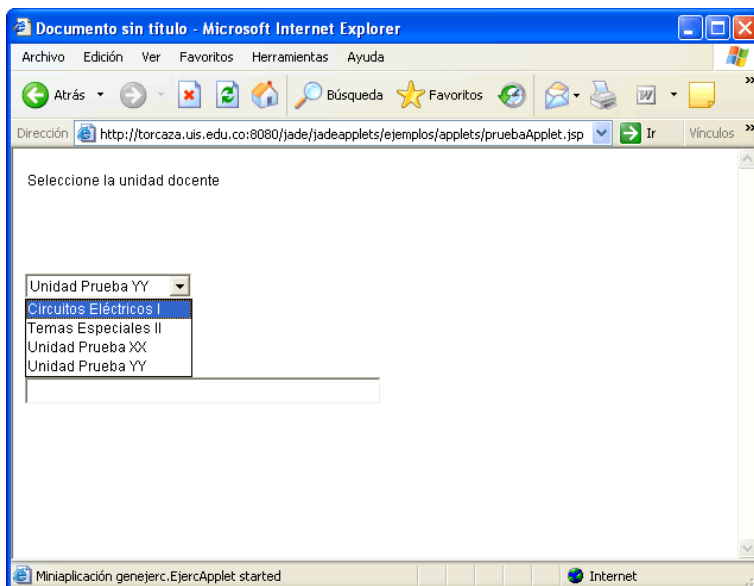 Documento sin título - Microsoft Internet Explorer
Archivo Edición Ver Favoritos Herramientas Ayuda
Atrás Búsqueda Favoritos
Dirección http://torcaza.uis.edu.co:8080/jade/jadeapplets/ejemplos/applets/pruebaApplet.jsp Ir Vínculos
Seleccione la unidad docente
Unidad Prueba YY
Circuitos Eléctricos I
Temas Especiales II
Unidad Prueba XX
Unidad Prueba YY
Miniaplicación genejerc.EjercApplet started Internet